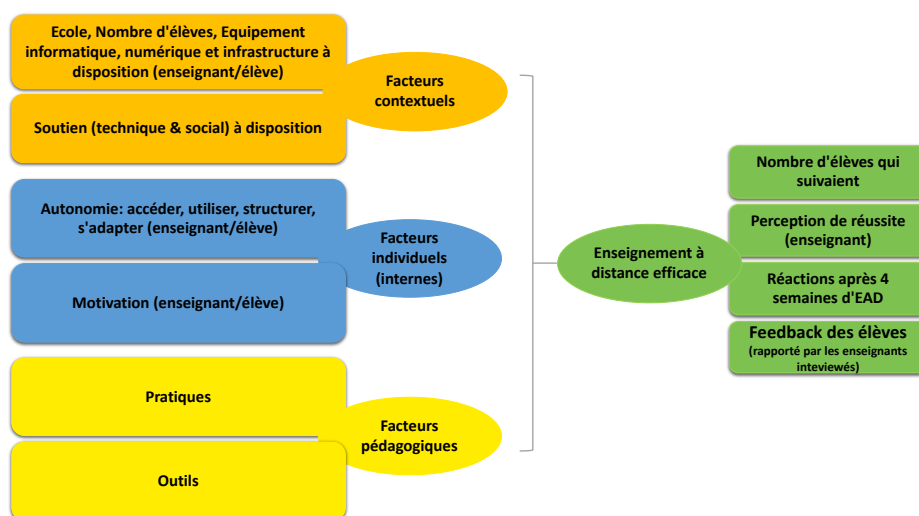 Ecole, Nombre d'élèves, Equipement
informatique, numérique et infrastructure à
disposition (enseignant/élève)
Soutien (technique & social) à disposition
Facteurs
contextuels
Autonomie: accéder, utiliser, structurer,
s'adapter (enseignant/élève)
Motivation (enseignant/élève)
Facteurs
individuels
(internes)
Pratiques
Outils
Facteurs
pédagogiques
Enseignement à
distance efficace
Nombre d'élèves qui
suivaient
Perception de réussite
(enseignant)
Réactions après 4
semaines d'EAD
Feedback des élèves
(rapporté par les enseignants
inteviewés)